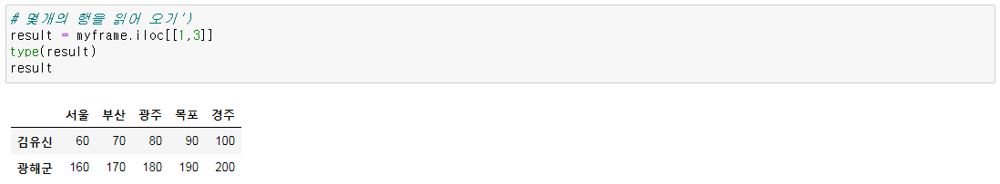 # 몇개의 행을 읽어 오기')
result = myframe.iloc[[1,3]]
type(result)
result
서울 부산 광주 목포 경주
김유신 60 70 80 90 100
광해군 160 170 180 190 200